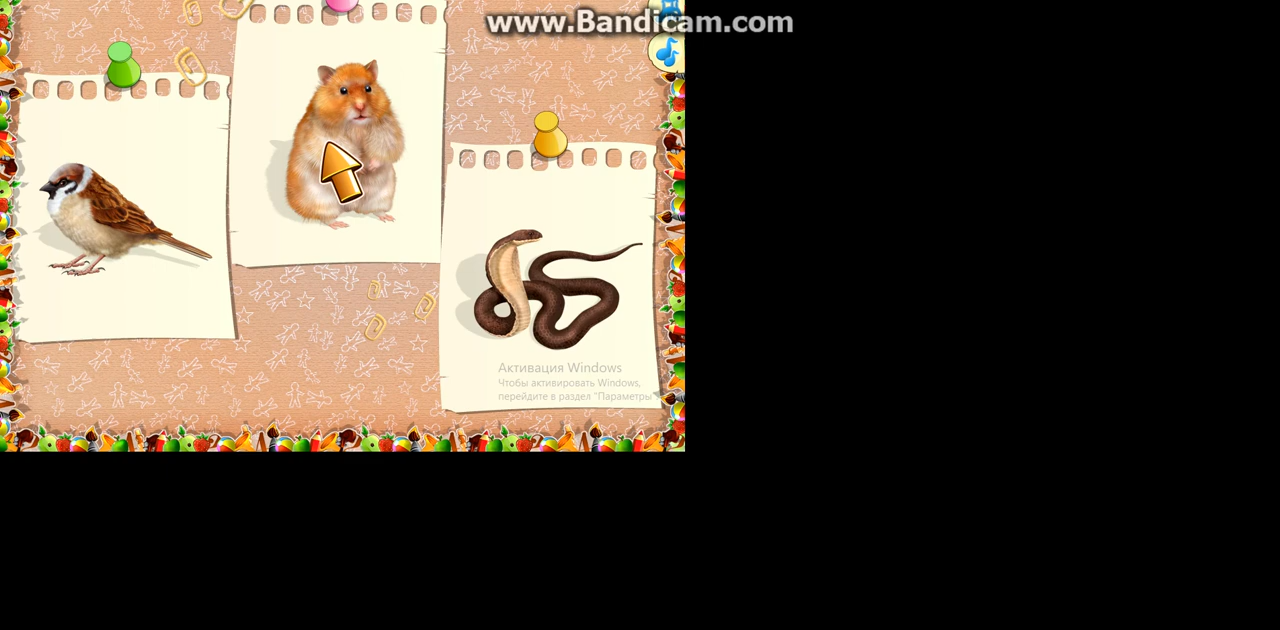 www.Bandicam.com
Активация Windows
Чтобы активировать Windows,
перейдите в раздел "Параметры